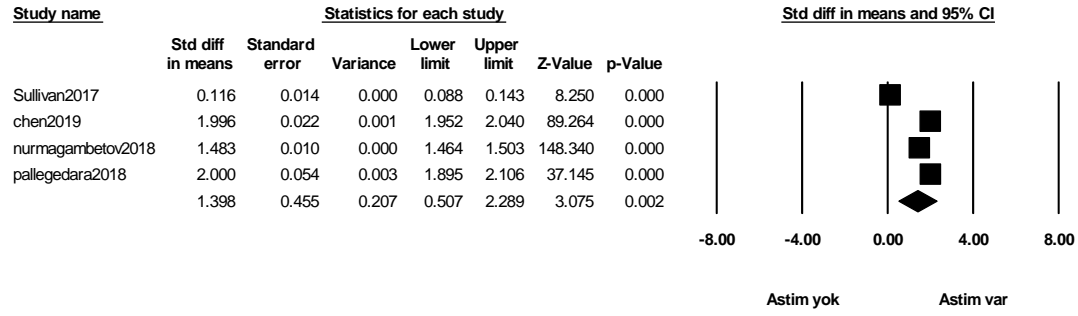 Study name Statistics for each study Std diff in means and 95% CI
Std diff Standard Lower Upper
in means error Variance limit limit Z-Value p-Value
Sullivan2017 0.116 0.014 0.000 0.088 0.143 8.250 0.000
chen2019 1.996 0.022 0.001 1.952 2.040 89.264 0.000
nurmagambetov2018 1.483 0.010 0.000 1.464 1.503 148.340 0.000
pallegedara2018 2.000 0.054 0.003 1.895 2.106 37.145 0.000
1.398 0.455 0.207 0.507 2.289 3.075 0.002
-8.00 -4.00 0.00 4.00 8.00
Astim yok Astim var